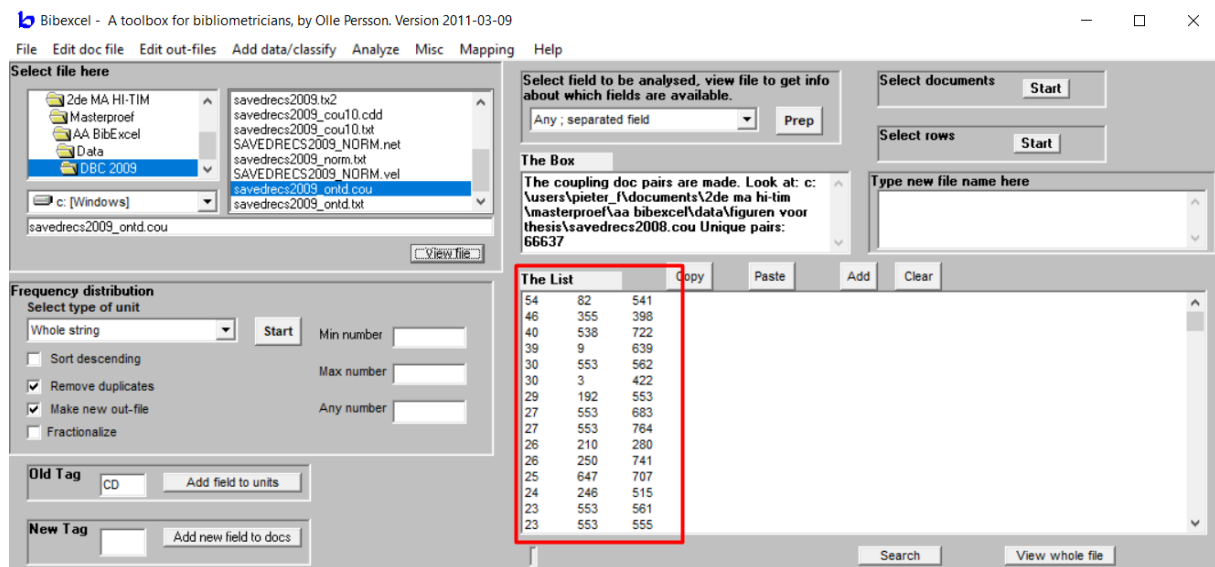 Bibexcel - A toolbox for bibliometricians, by Olle Persson. Version 2011-03-09
File Edit doc file Edit out-files Add data/classify Analyze Misc Mapping Help
Select file here
2de MA HI-TIM
Masterproef
AA BibExcel
Data
DBC 2009
c: [Windows]
savedrecs2009.tx2
savedrecs2009_cou10.cdd
savedrecs2009_cou10.txt
SAVEDRECS2009_NORM.net
savedrecs2009_norm.txt
SAVEDRECS2009_NORM.vel
savedrecs2009_ontd.cou
savedrecs2009_ontd.txt
savedrecs2009_ontd.cou
View file
Frequency distribution
Select type of unit
Whole string
Start
Sort descending
Remove duplicates
Make new out-file
Fractionalize
Min number
Max number
Any number
Old Tag
CD
Add field to units
New Tag
Add new field to docs
Select field to be analysed, view file to get info
about which fields are available.
Any ; separated field
Prep
The Box
The coupling doc pairs are made. Look at: c:
\users\pieter_f\documents\2de ma hi-tim
\masterproef\aa bibexcel\data\figuren voor
thesis\savedrecs2008.cou Unique pairs:
66637
Select documents
Start
Select rows
Start
Type new file name here
The List
Copy
Paste
Add
Clear
54 82 541
46 355 398
40 538 722
39 9 639
30 553 562
30 3 422
29 192 553
27 553 683
27 553 764
26 210 280
26 250 741
25 647 707
24 246 515
23 553 561
23 553 555
Search
View whole file